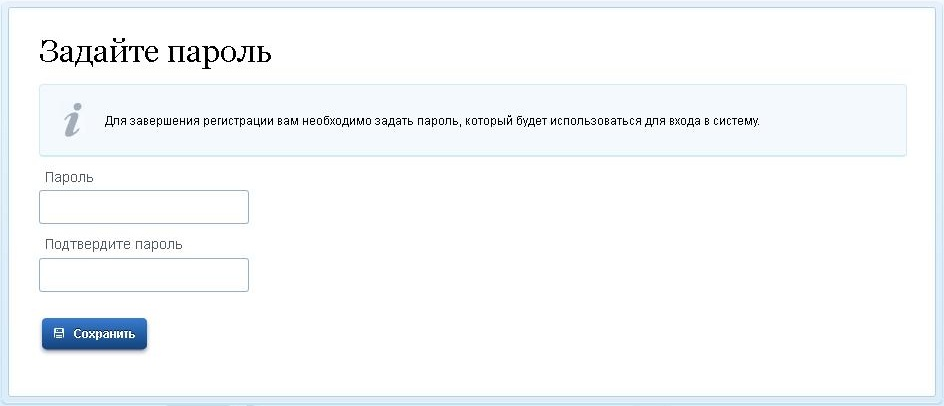 Задайте пароль
Для завершения регистрации вам необходимо задать пароль, который будет использоваться для входа в систему.
Пароль
Подтвердите пароль
Сохранить